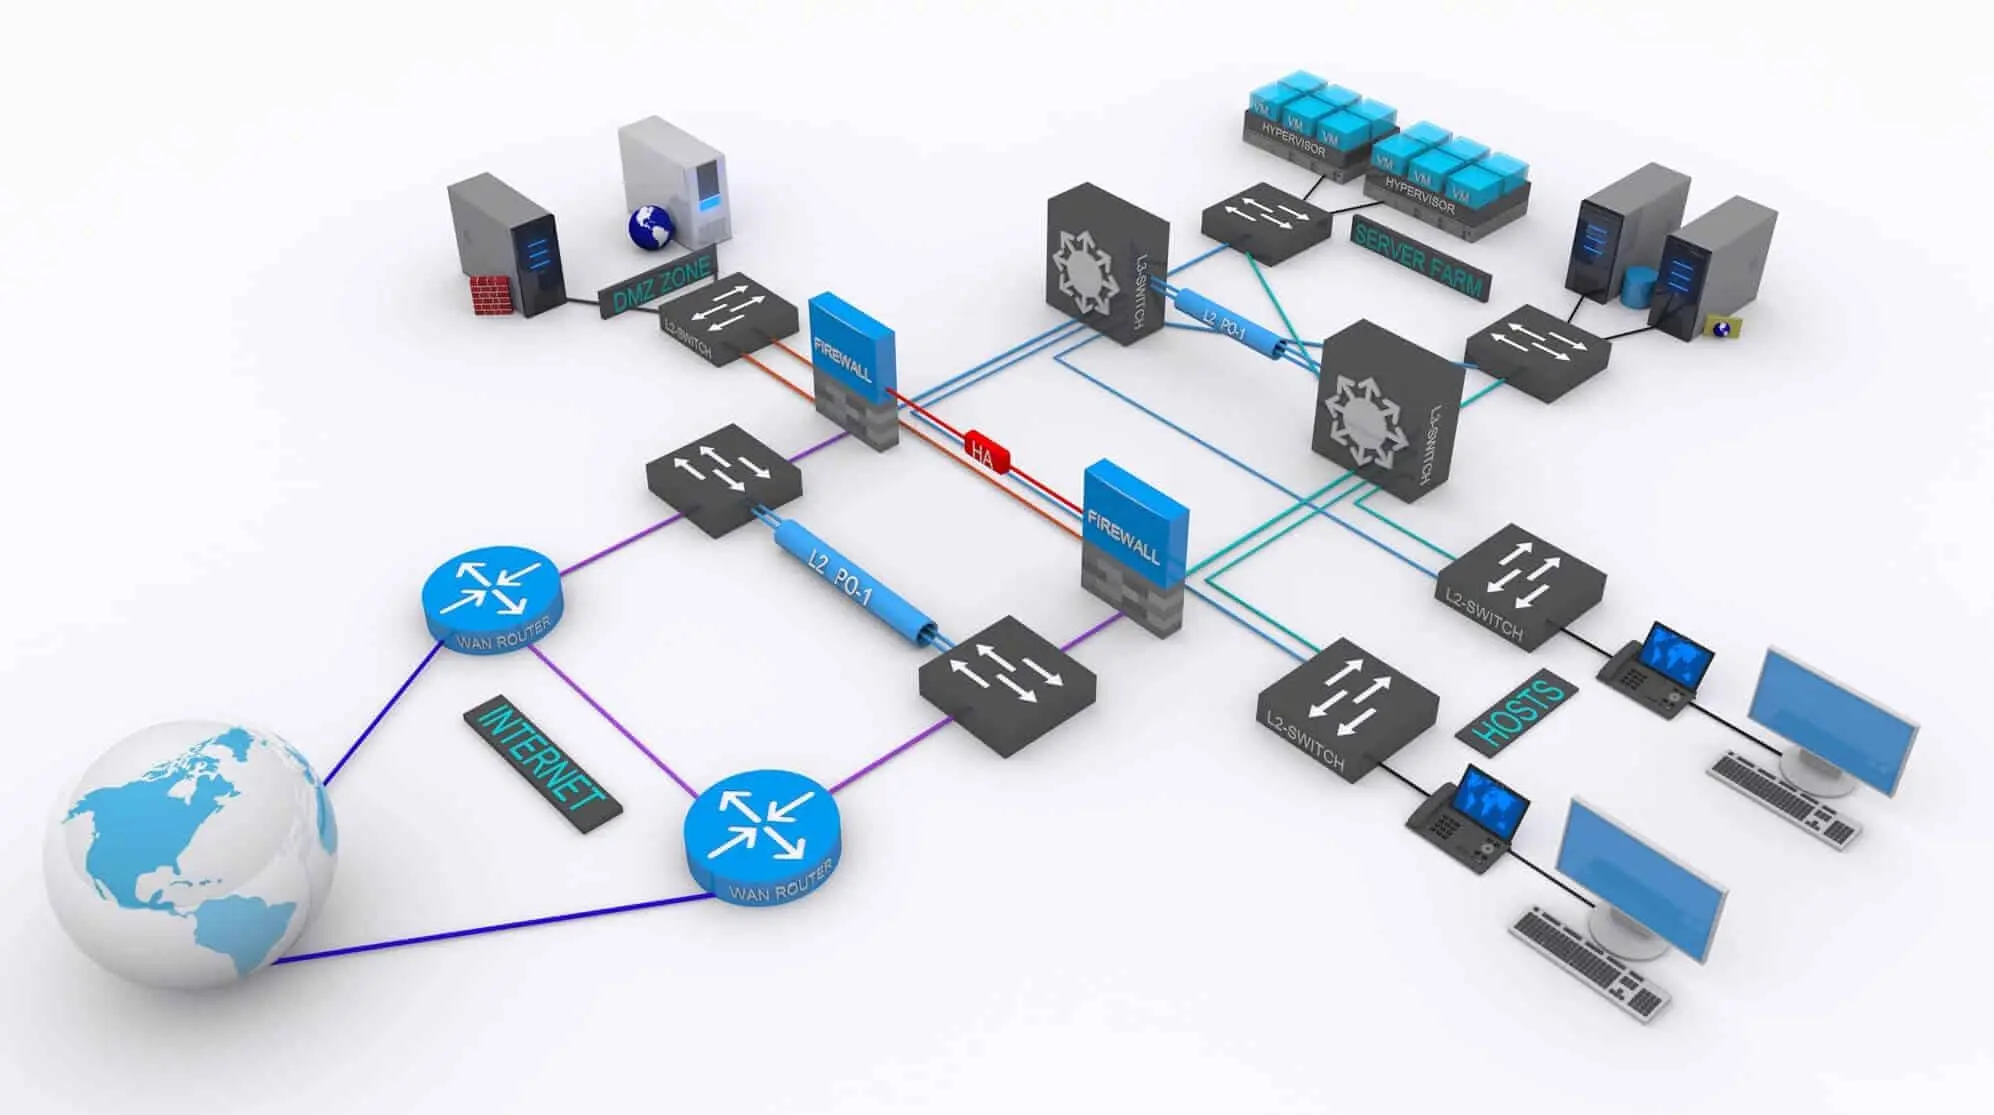 VM
VM
VM
HYPERVISOR
VM
VM
VM
HYPERVISOR
SERVER FARM
DMZ ZONE
L2-SWITCH
FIREWALL
L3-SWITCH
L2 PO-1
L3-SWITCH
HA
FIREWALL
L2 PO-1
WAN ROUTER
L2-SWITCH
L2-SWITCH
HOSTS
INTERNET
WAN ROUTER